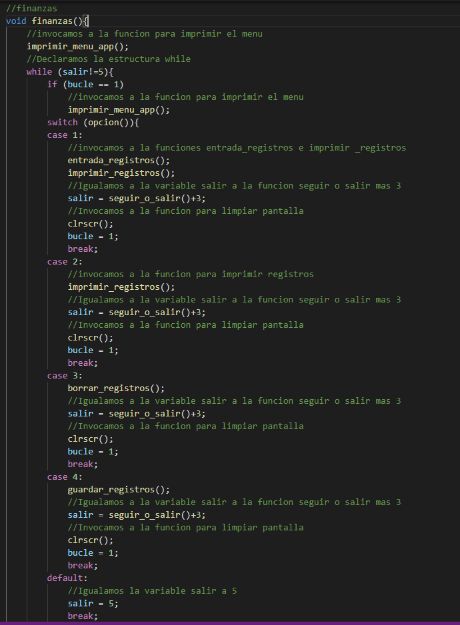 //finanzas
void finanzas(){
//invocamos a la funcion para imprimir el menu
imprimir_menu_app();
//Declaramos la estructura while
while (salir!=5){
if (bucle == 1)
//invocamos a la funcion para imprimir el menu
imprimir_menu_app();
switch (opcion()){
case 1:
//invocamos a la funciones entrada_registros e imprimir _registros
entrada_registros();
imprimir_registros();
//Igualamos a la variable salir a la funcion seguir o salir mas 3
salir = seguir_o_salir()+3;
//Invocamos a la funcion para limpiar pantalla
clrscr();
bucle = 1;
break;
case 2:
//invocamos a la funcion para imprimir registros
imprimir_registros();
//Igualamos a la variable salir a la funcion seguir o salir mas 3
salir = seguir_o_salir()+3;
//Invocamos a la funcion para limpiar pantalla
clrscr();
bucle = 1;
break;
case 3:
borrar_registros();
//Igualamos a la variable salir a la funcion seguir o salir mas 3
salir = seguir_o_salir()+3;
//Invocamos a la funcion para limpiar pantalla
clrscr();
bucle = 1;
break;
case 4:
guardar_registros();
//Igualamos a la variable salir a la funcion seguir o salir mas 3
salir = seguir_o_salir()+3;
//Invocamos a la funcion para limpiar pantalla
clrscr();
bucle = 1;
break;
default:
//Igualamos la variable salir a 5
salir = 5;
break;